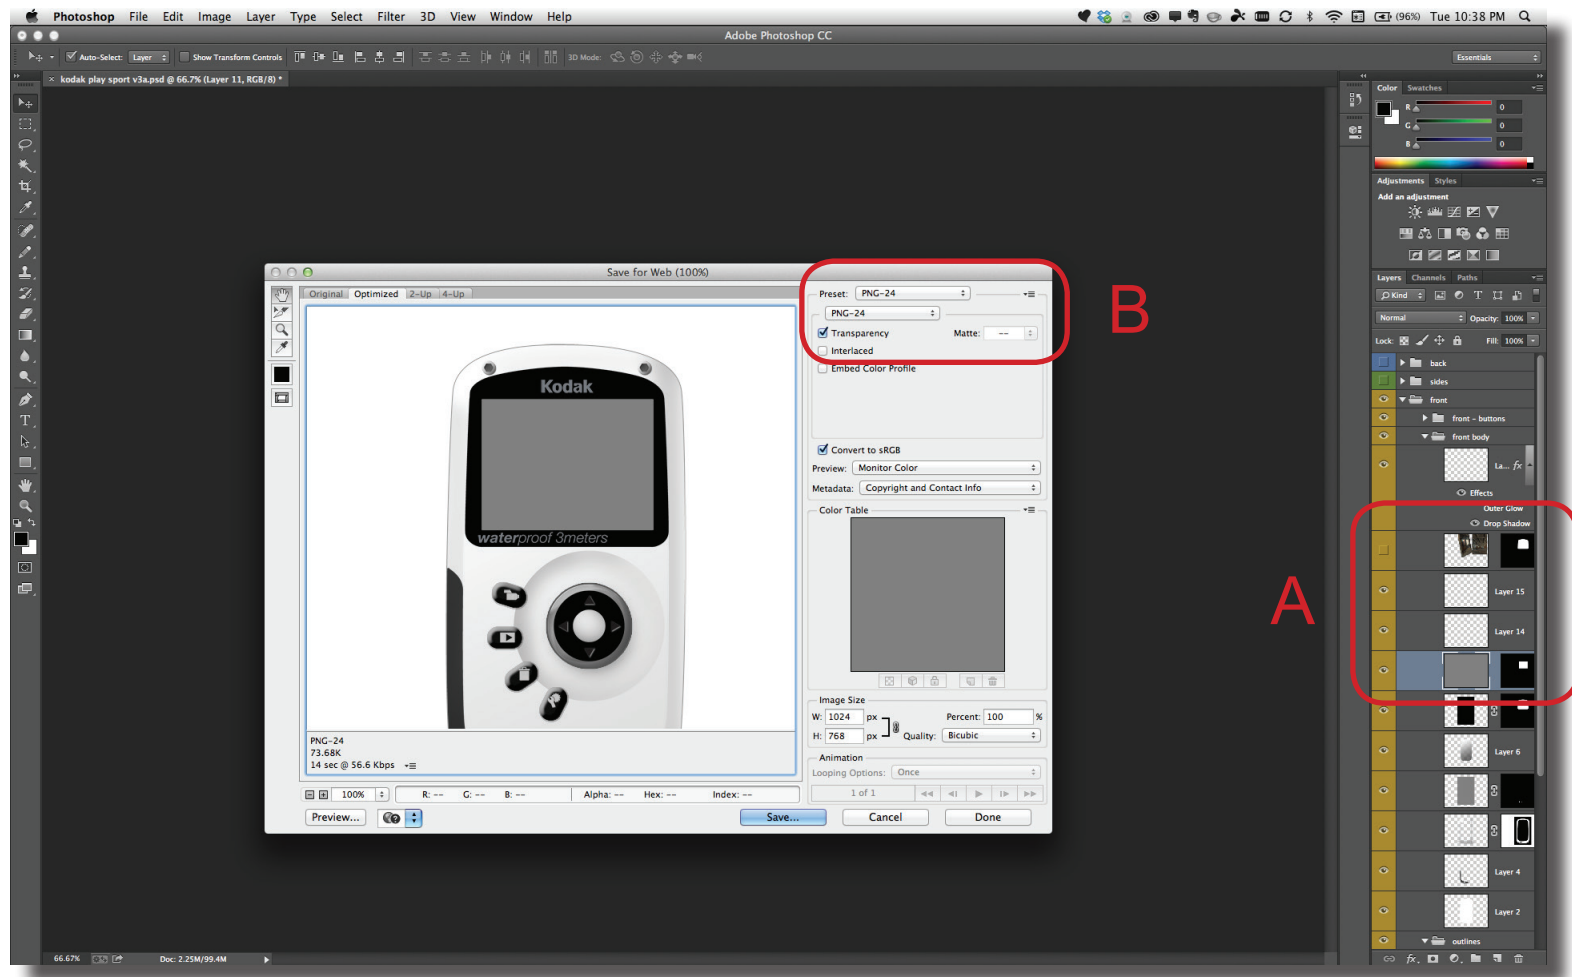 Photoshop File Edit Image Layer Type Select Filter 3D View Window Help (96%) Tue 10:38 PM
Adobe Photoshop CC
Auto-Select: Layer Show Transform Controls 3D Mode: Essentials
× kodak play sport v3a.psd @ 66.7% (Layer 11, RGB/8) *
Color Swatches
R 0
G 0
B 0
Adjustments Styles
Add an adjustment
Save for Web (100%)
Original Optimized 2-Up 4-Up
Preset: PNG-24
PNG-24
Transparency Matte: --
Interlaced
Embed Color Profile
Convert to sRGB
Preview: Monitor Color
Metadata: Copyright and Contact Info
Color Table
Kodak
waterproof 3meters
Image Size
W: 1024 px Percent: 100 %
H: 768 px Quality: Bicubic
Animation
Looping Options: Once
1 of 1
PNG-24
73.68K
14 sec @ 56.6 Kbps
100% R: -- G: -- B: -- Alpha: -- Hex: -- Index: --
Preview... Save... Cancel Done
B
A
Layers Channels Paths
Kind
Normal Opacity: 100%
Lock: Fill: 100%
back
sides
front
front - buttons
front body
La... fx
Effects
Outer Glow
Drop Shadow
Layer 15
Layer 14
Layer 6
Layer 4
Layer 2
outlines
fx
66.67% Doc: 2.25M/99.4M